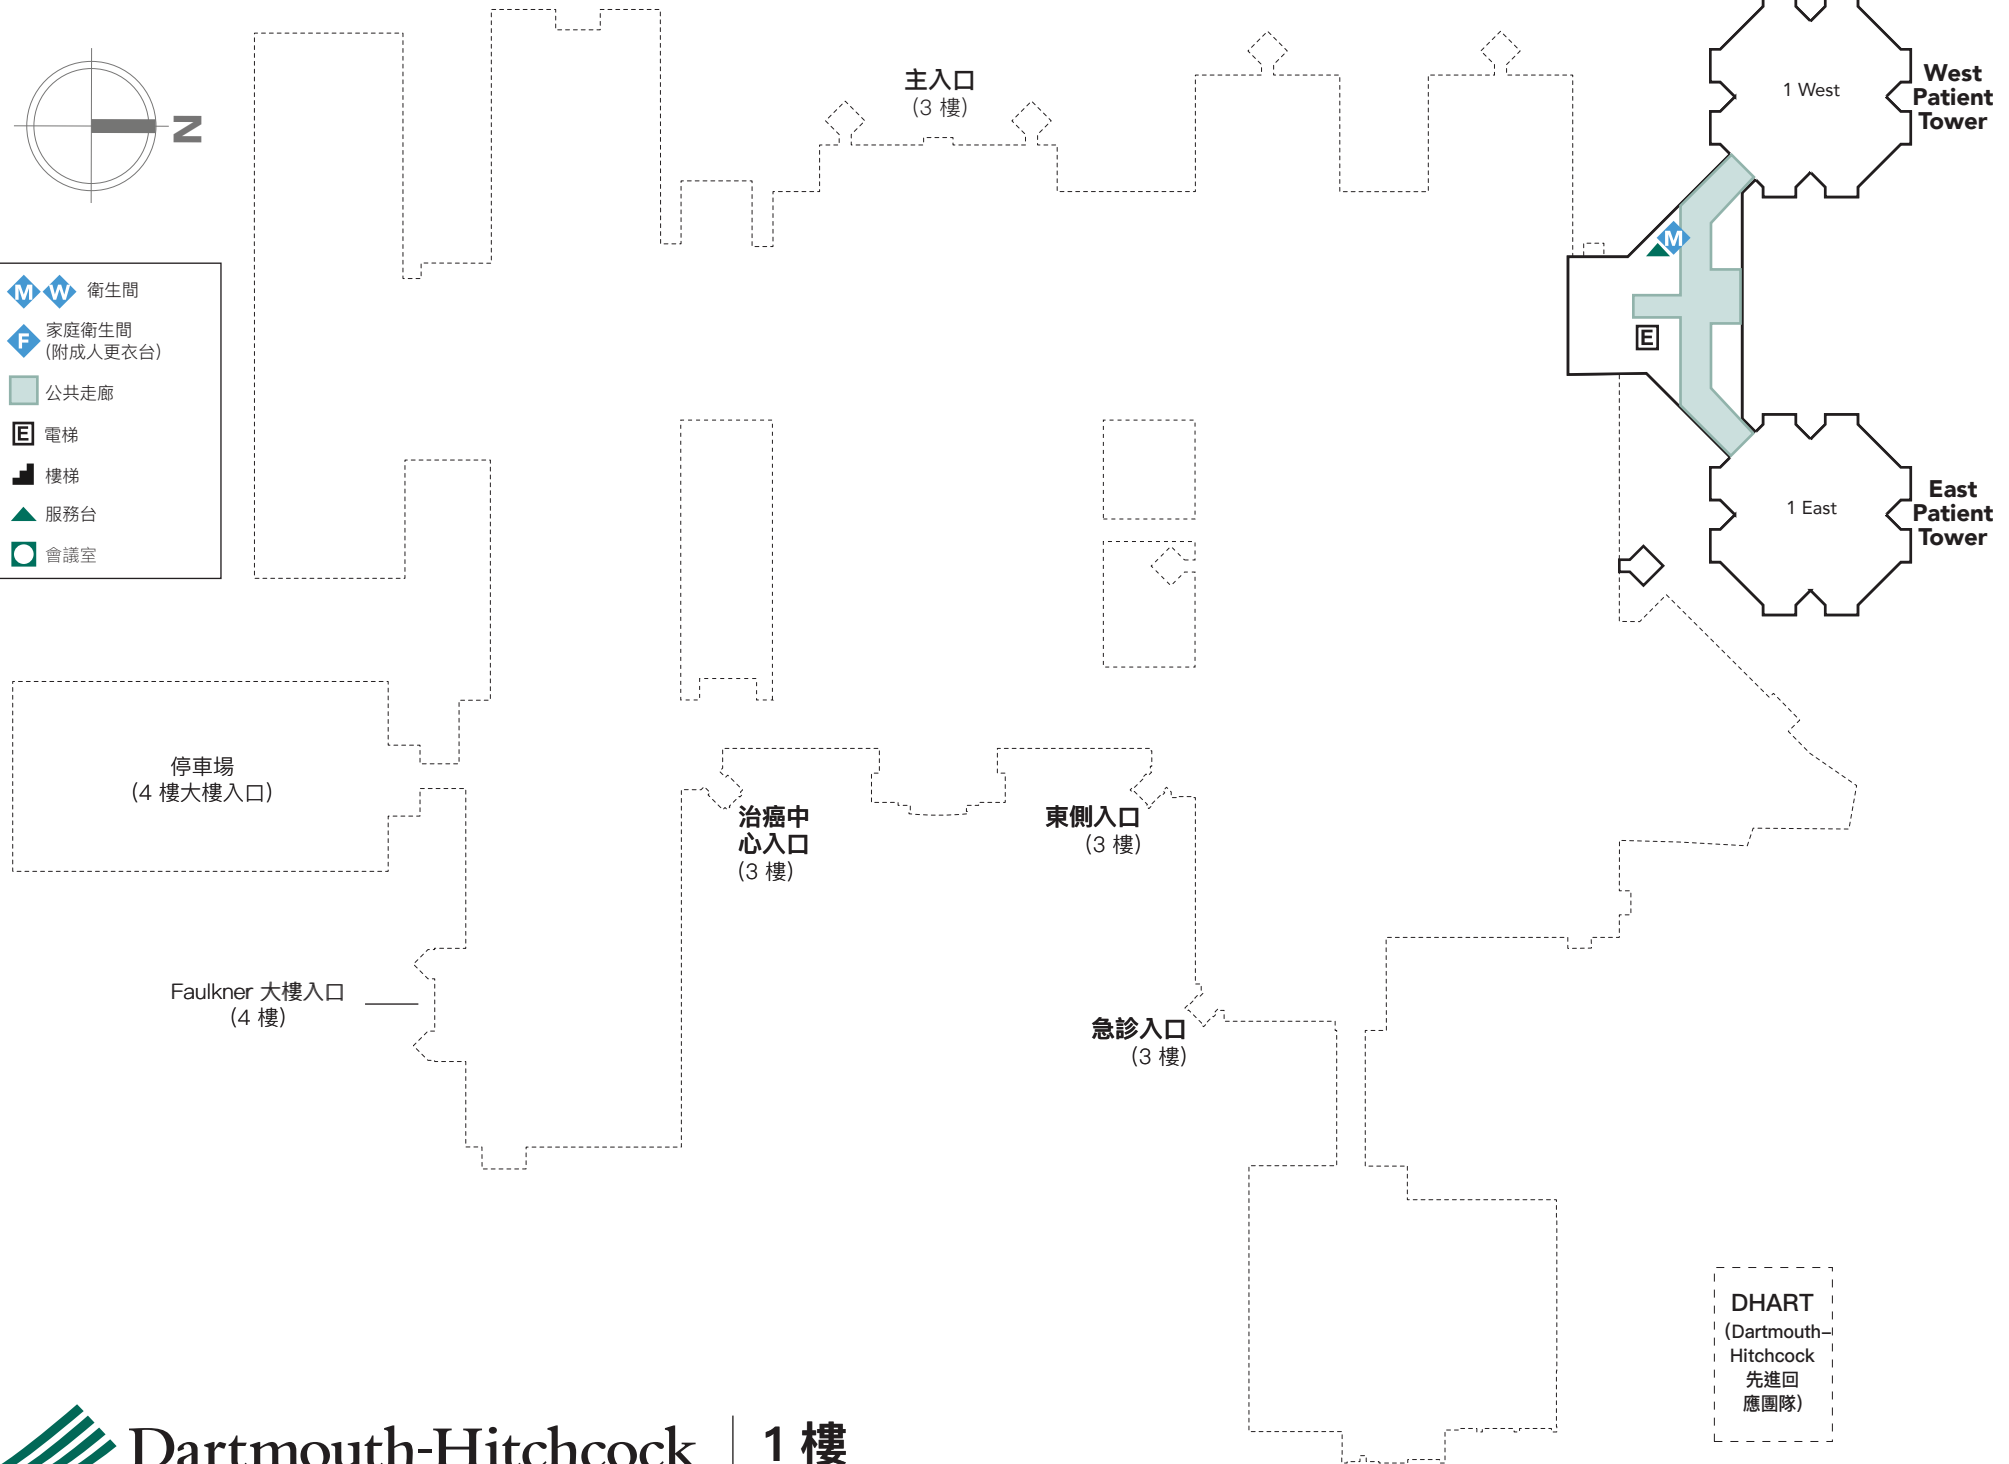 N
主入口
(3 樓)
1 West
West
Patient
Tower
M W 衛生間
F 家庭衛生間
(附成人更衣台)
公共走廊
E 電梯
樓梯
服務台
會議室
M
E
1 East
East
Patient
Tower
停車場
(4 樓大樓入口)
治癌中
心入口
(3 樓)
東側入口
(3 樓)
Faulkner 大樓入口
(4 樓)
急診入口
(3 樓)
DHART
(Dartmouth-
Hitchcock
先進回
應團隊)
Dartmouth-Hitchcock
1 樓